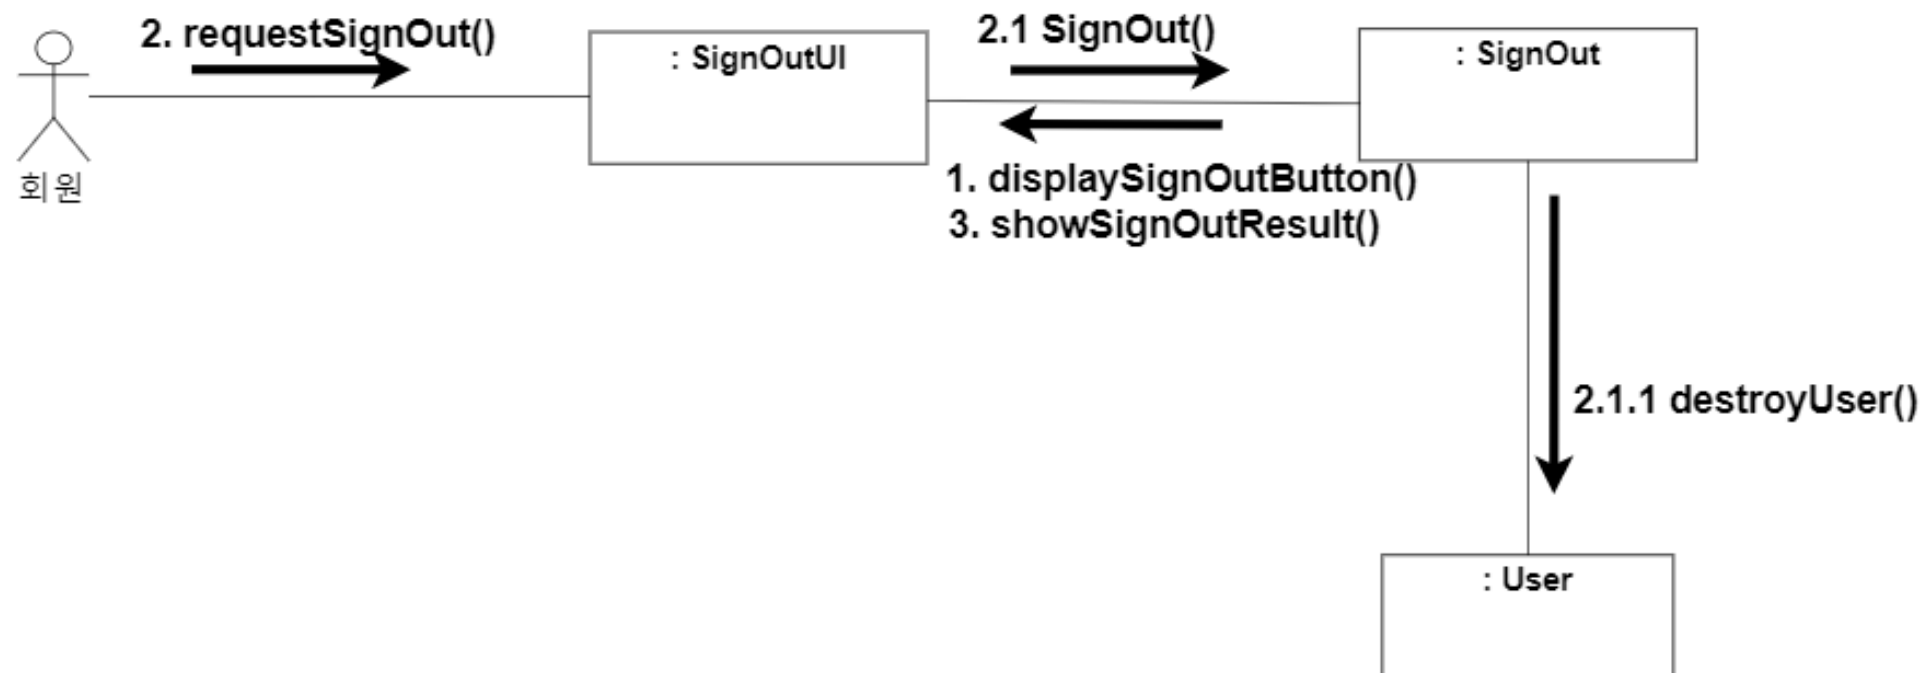 2. requestSignOut()
: SignOutUI
2.1 SignOut()
: SignOut
회원
1. displaySignOutButton()
3. showSignOutResult()
2.1.1 destroyUser()
: User